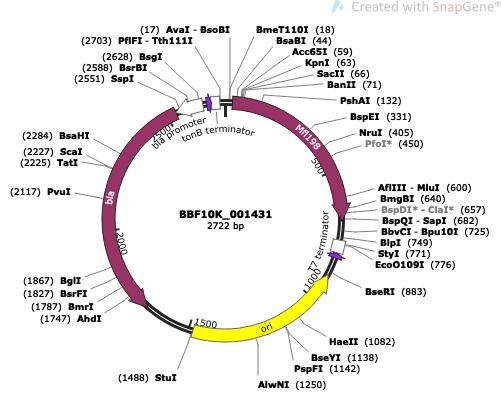 Created with SnapGene®
(17) AvaI - BsoBI
(2703) PflFI - Tth111I
(2628) BsgI
(2588) BsrBI
(2551) SspI
BmeT110I (18)
BsaBI (44)
Acc65I (59)
KpnI (63)
SacII (66)
BanII (71)
PshAI (132)
BspEI (331)
NruI (405)
PfoI* (450)
AflIII - MluI (600)
BmgBI (640)
BspDI* - ClaI* (657)
BspQI - SapI (682)
BbvCI - Bpu10I (725)
BlpI (749)
StyI (771)
EcoO109I (776)
BseRI (883)
HaeII (1082)
BseYI (1138)
PspFI (1142)
AlwNI (1250)
(1488) StuI
(1747) AhdI
(1787) BmrI
(1827) BsrFI
(1867) BglI
(2117) PvuI
(2225) TatI
(2227) ScaI
(2284) BsaHI
bla promoter
tonB terminator
Mfl198
T7 terminator
ori
bla
500
1000
1500
2000
2500
BBF10K_001431
2722 bp